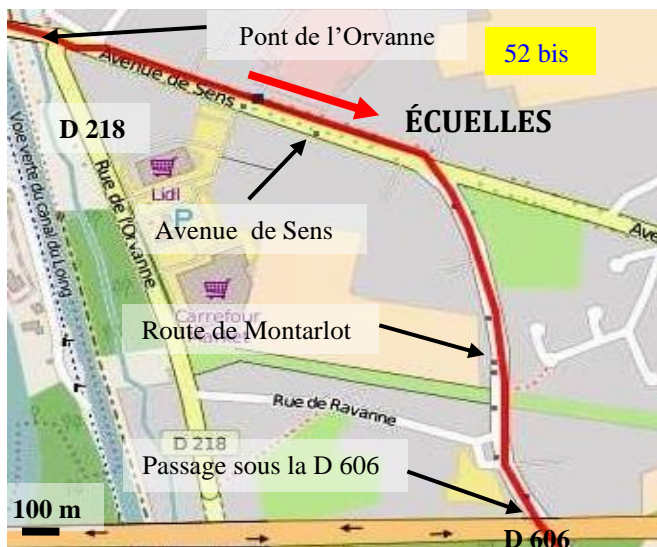 Pont de l'Orvanne
52 bis
Avenue de Sens
D 218
ÉCUELLES
Voie verte du Canal du Loing
Rue de l'Orvanne
Lidl
P
Avenue de Sens
Ave
Carrefour
Market
Route de Montarlot
Rue de Ravanne
D 218
Passage sous la D 606
100 m
D 606